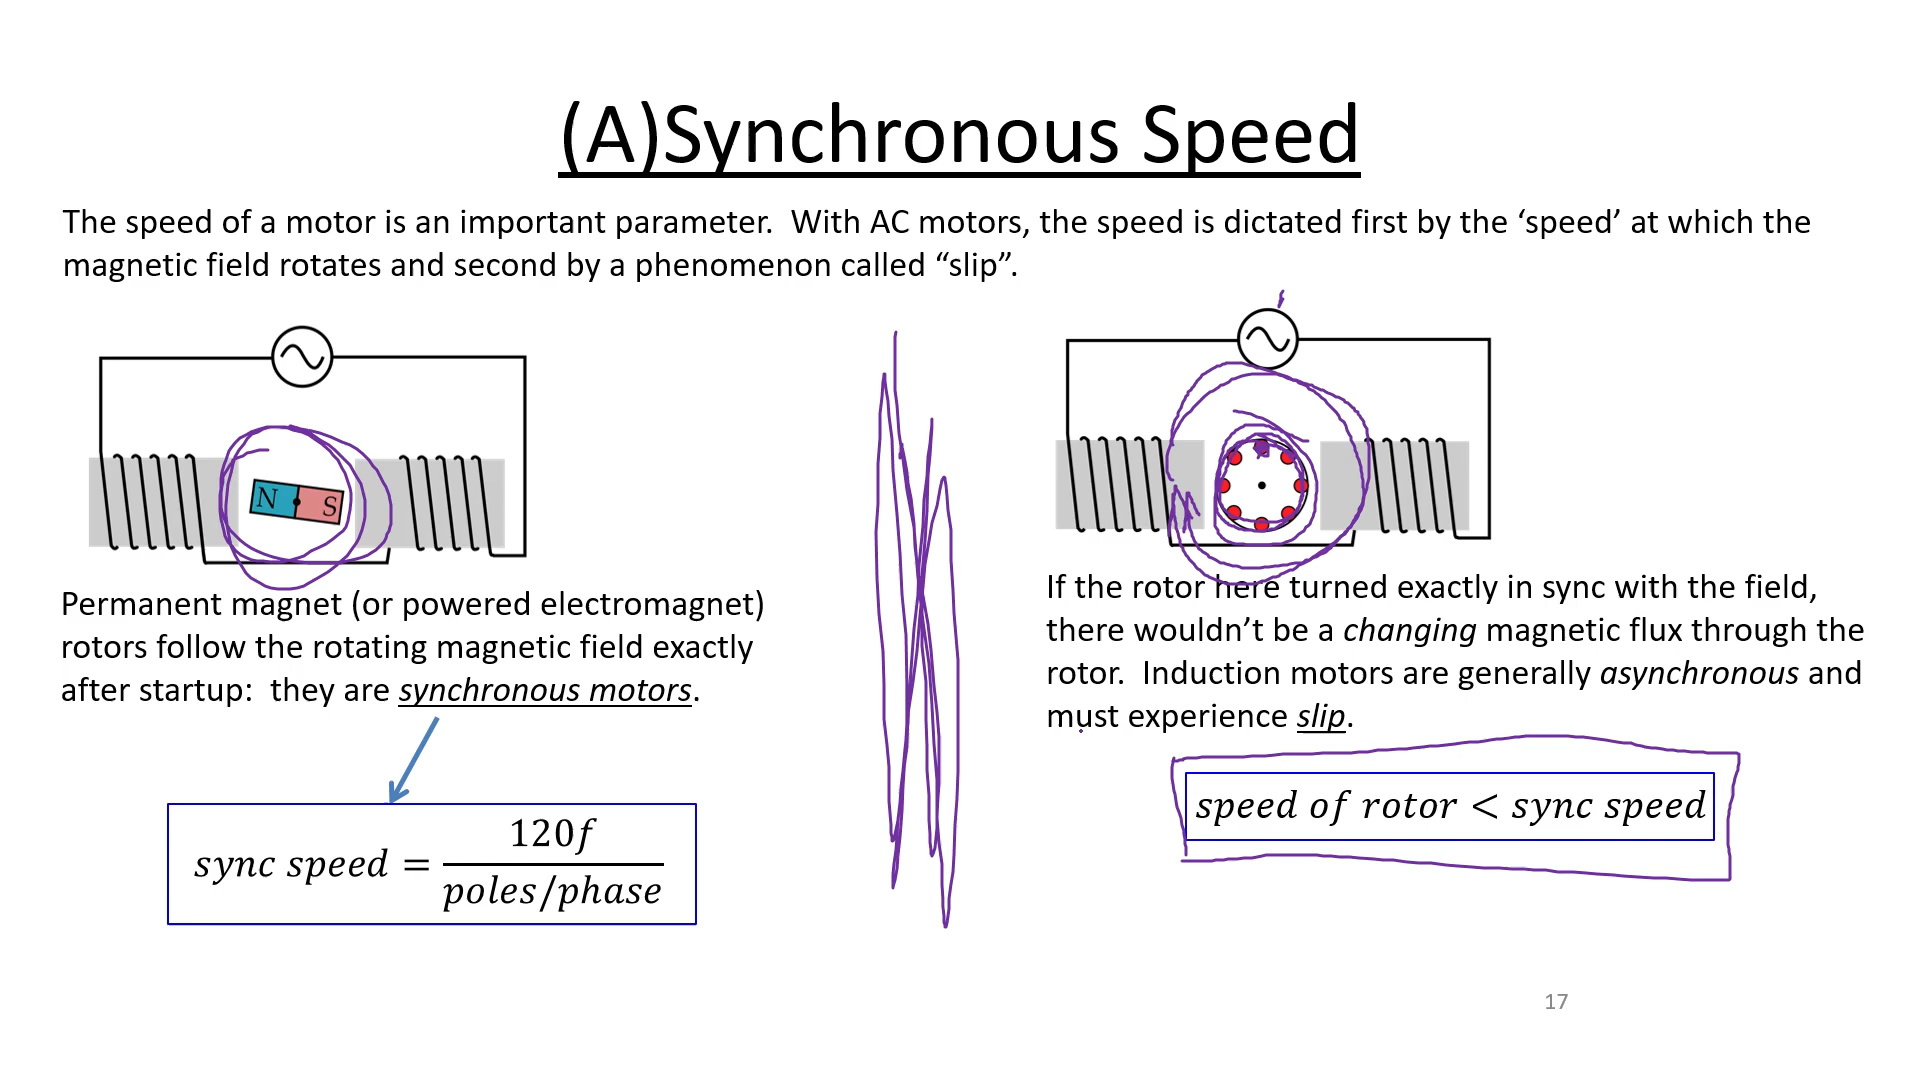 (A)Synchronous Speed
The speed of a motor is an important parameter.  With AC motors, the speed is dictated first by the ‘speed’ at which the
magnetic field rotates and second by a phenomenon called “slip”.
N S
Permanent magnet (or powered electromagnet)
rotors follow the rotating magnetic field exactly
after startup:  they are synchronous motors.
sync speed = 120f / poles/phase
If the rotor here turned exactly in sync with the field,
there wouldn’t be a changing magnetic flux through the
rotor.  Induction motors are generally asynchronous and
must experience slip.
speed of rotor < sync speed
17